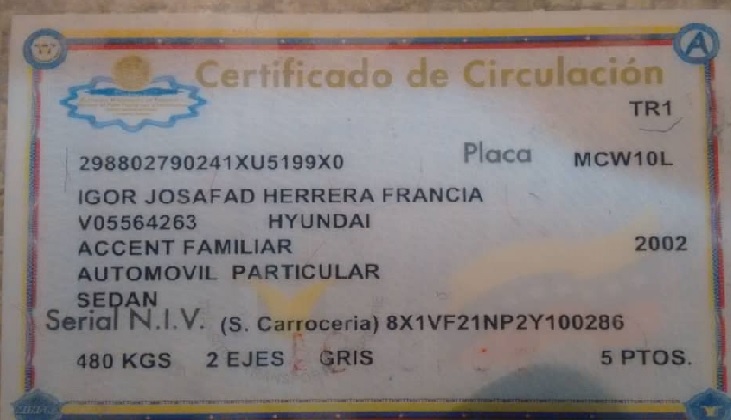 Certificado de Circulación
A
TR1
298802790241XU5199X0 Placa MCW10L
IGOR JOSAFAD HERRERA FRANCIA
V05564263 HYUNDAI
ACCENT FAMILIAR 2002
AUTOMOVIL PARTICULAR
SEDAN
Serial N.I.V. (S. Carroceria) 8X1VF21NP2Y100286
480 KGS 2 EJES GRIS 5 PTOS.